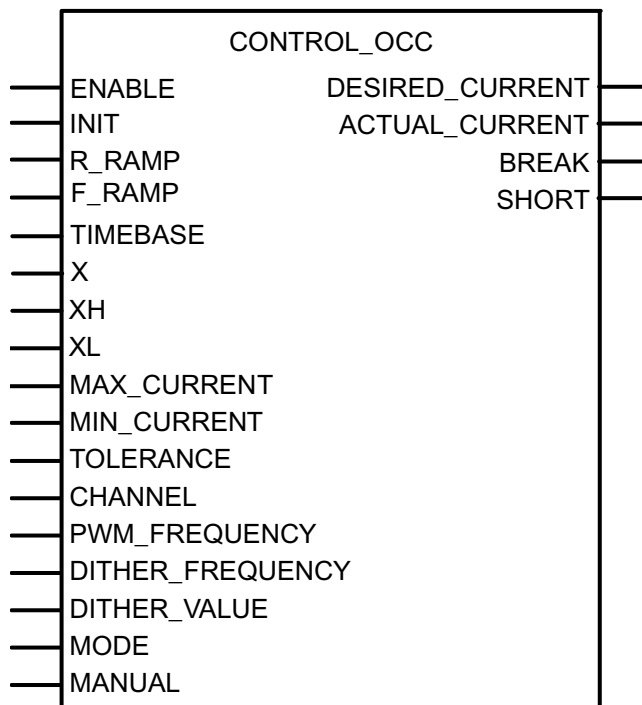 CONTROL_OCC
ENABLE DESIRED_CURRENT
INIT ACTUAL_CURRENT
R_RAMP BREAK
F_RAMP SHORT
TIMEBASE
X
XH
XL
MAX_CURRENT
MIN_CURRENT
TOLERANCE
CHANNEL
PWM_FREQUENCY
DITHER_FREQUENCY
DITHER_VALUE
MODE
MANUAL